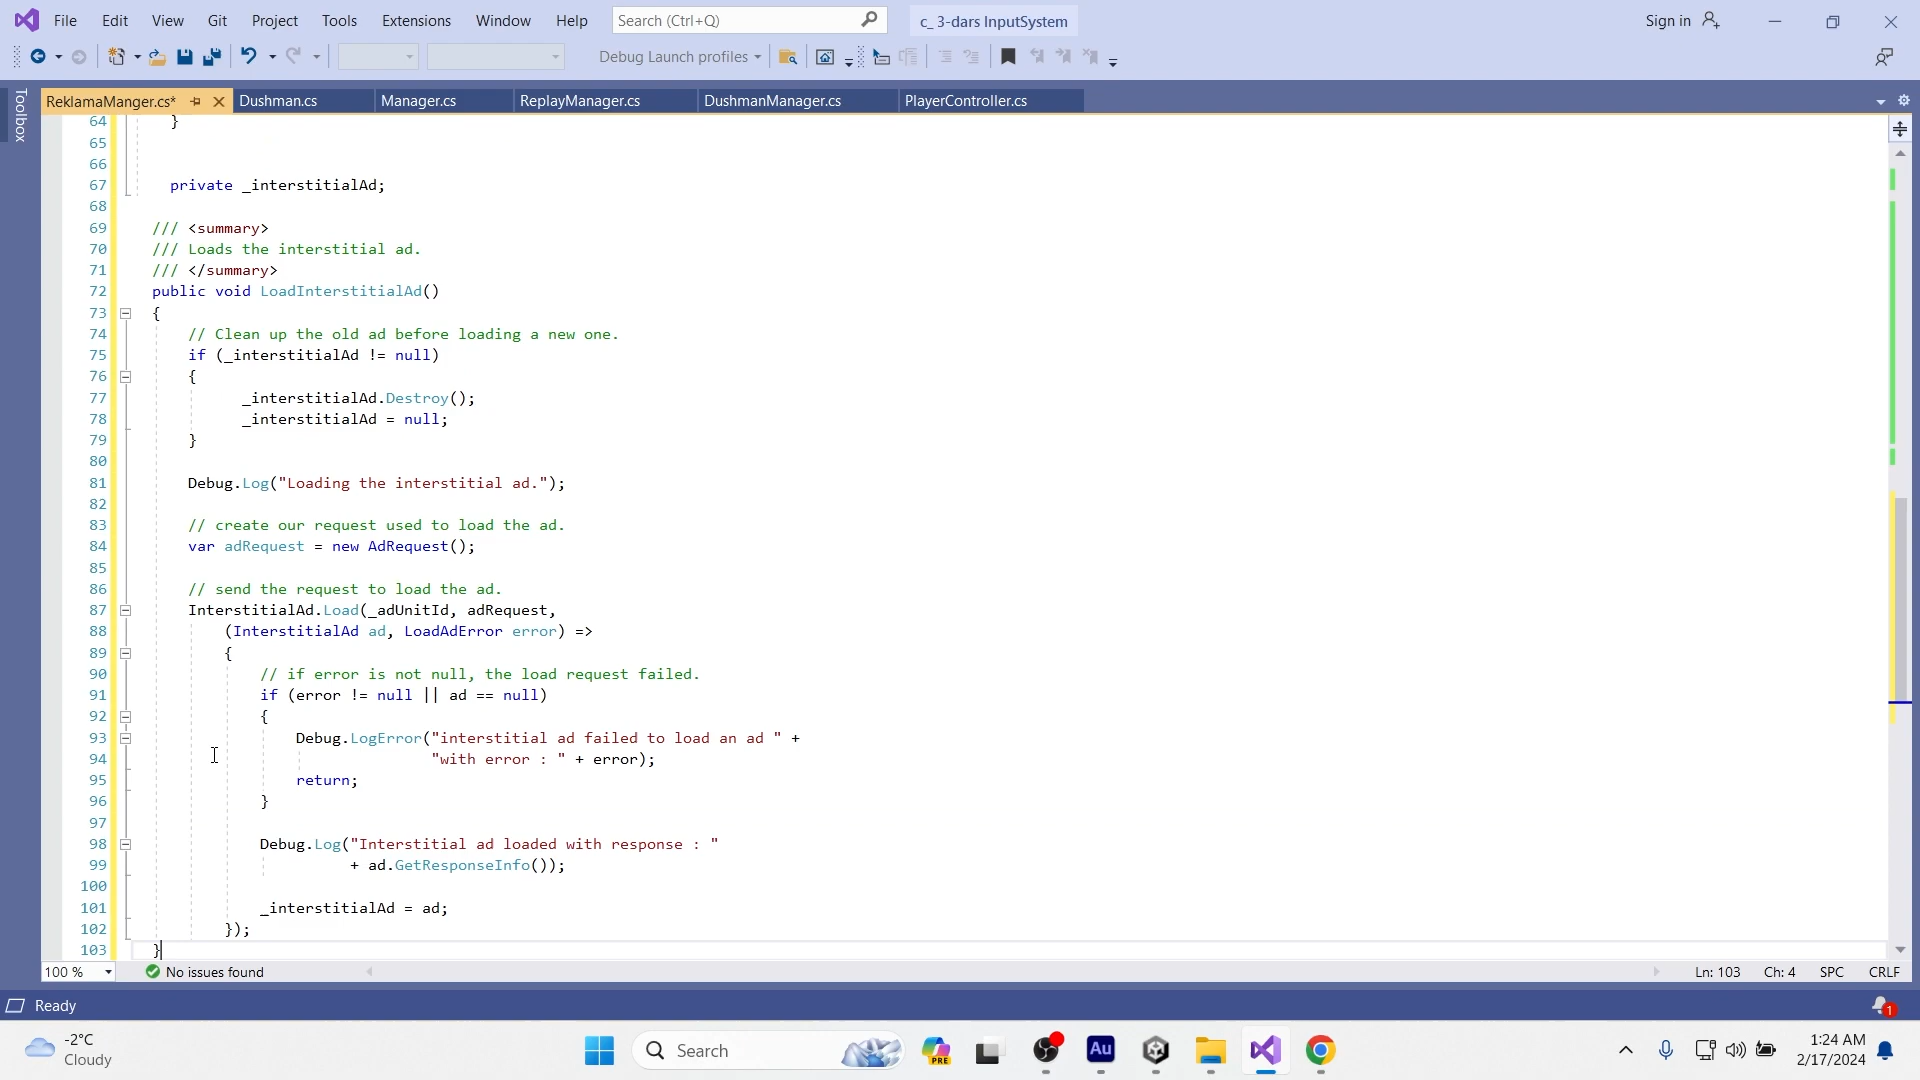 File Edit View Git Project Tools Extensions Window Help Search (Ctrl+Q) c_ 3-dars InputSystem Sign in
Debug Launch profiles
Toolbox
ReklamaManger.cs* Dushman.cs Manager.cs ReplayManager.cs DushmanManager.cs PlayerController.cs
64 }
65
66
67 private _interstitialAd;
68
69 /// <summary>
70 /// Loads the interstitial ad.
71 /// </summary>
72 public void LoadInterstitialAd()
73 {
74 // Clean up the old ad before loading a new one.
75 if (_interstitialAd != null)
76 {
77 _interstitialAd.Destroy();
78 _interstitialAd = null;
79 }
80
81 Debug.Log("Loading the interstitial ad.");
82
83 // create our request used to load the ad.
84 var adRequest = new AdRequest();
85
86 // send the request to load the ad.
87 InterstitialAd.Load(_adUnitId, adRequest,
88 (InterstitialAd ad, LoadAdError error) =>
89 {
90 // if error is not null, the load request failed.
91 if (error != null || ad == null)
92 {
93 Debug.LogError("interstitial ad failed to load an ad " +
94 "with error : " + error);
95 return;
96 }
97
98 Debug.Log("Interstitial ad loaded with response : "
99 + ad.GetResponseInfo());
100
101 _interstitialAd = ad;
102 });
103 }
100 % No issues found Ln: 103 Ch: 4 SPC CRLF
Ready 1
-2°C
Cloudy
Search
PRE
Au
1:24 AM
2/17/2024